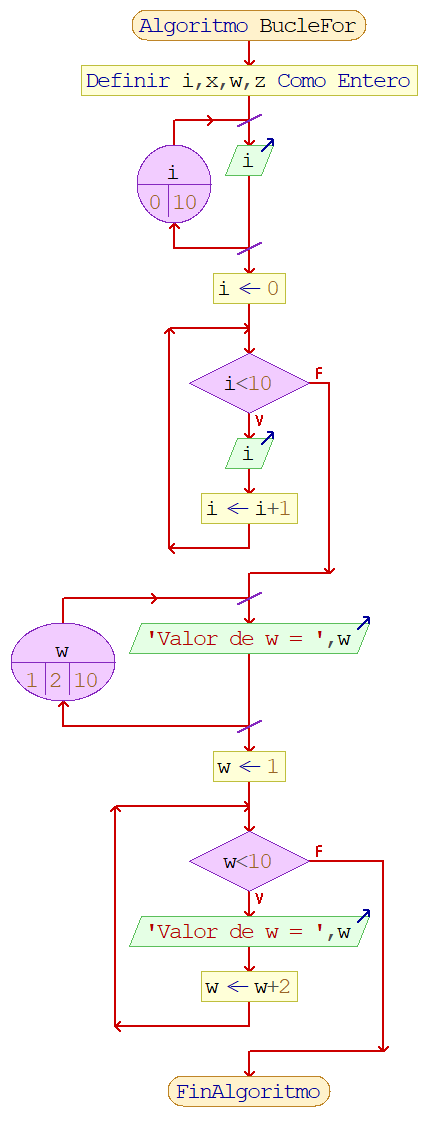 Algoritmo BucleFor
Definir i,x,w,z Como Entero
i
i
0 10
i ← 0
i<10
F
V
i
i ← i+1
'Valor de w = ',w
w
1 2 10
w ← 1
w<10
F
V
'Valor de w = ',w
w ← w+2
FinAlgoritmo